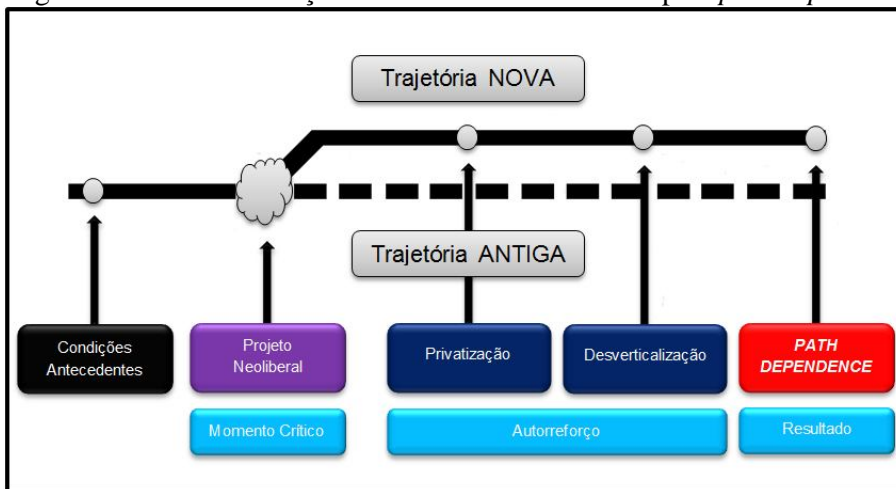 Trajetória NOVA
Trajetória ANTIGA
Condições
Antecedentes
Projeto
Neoliberal
Privatização
Desverticalização
PATH
DEPENDENCE
Momento Crítico
Autorreforço
Resultado